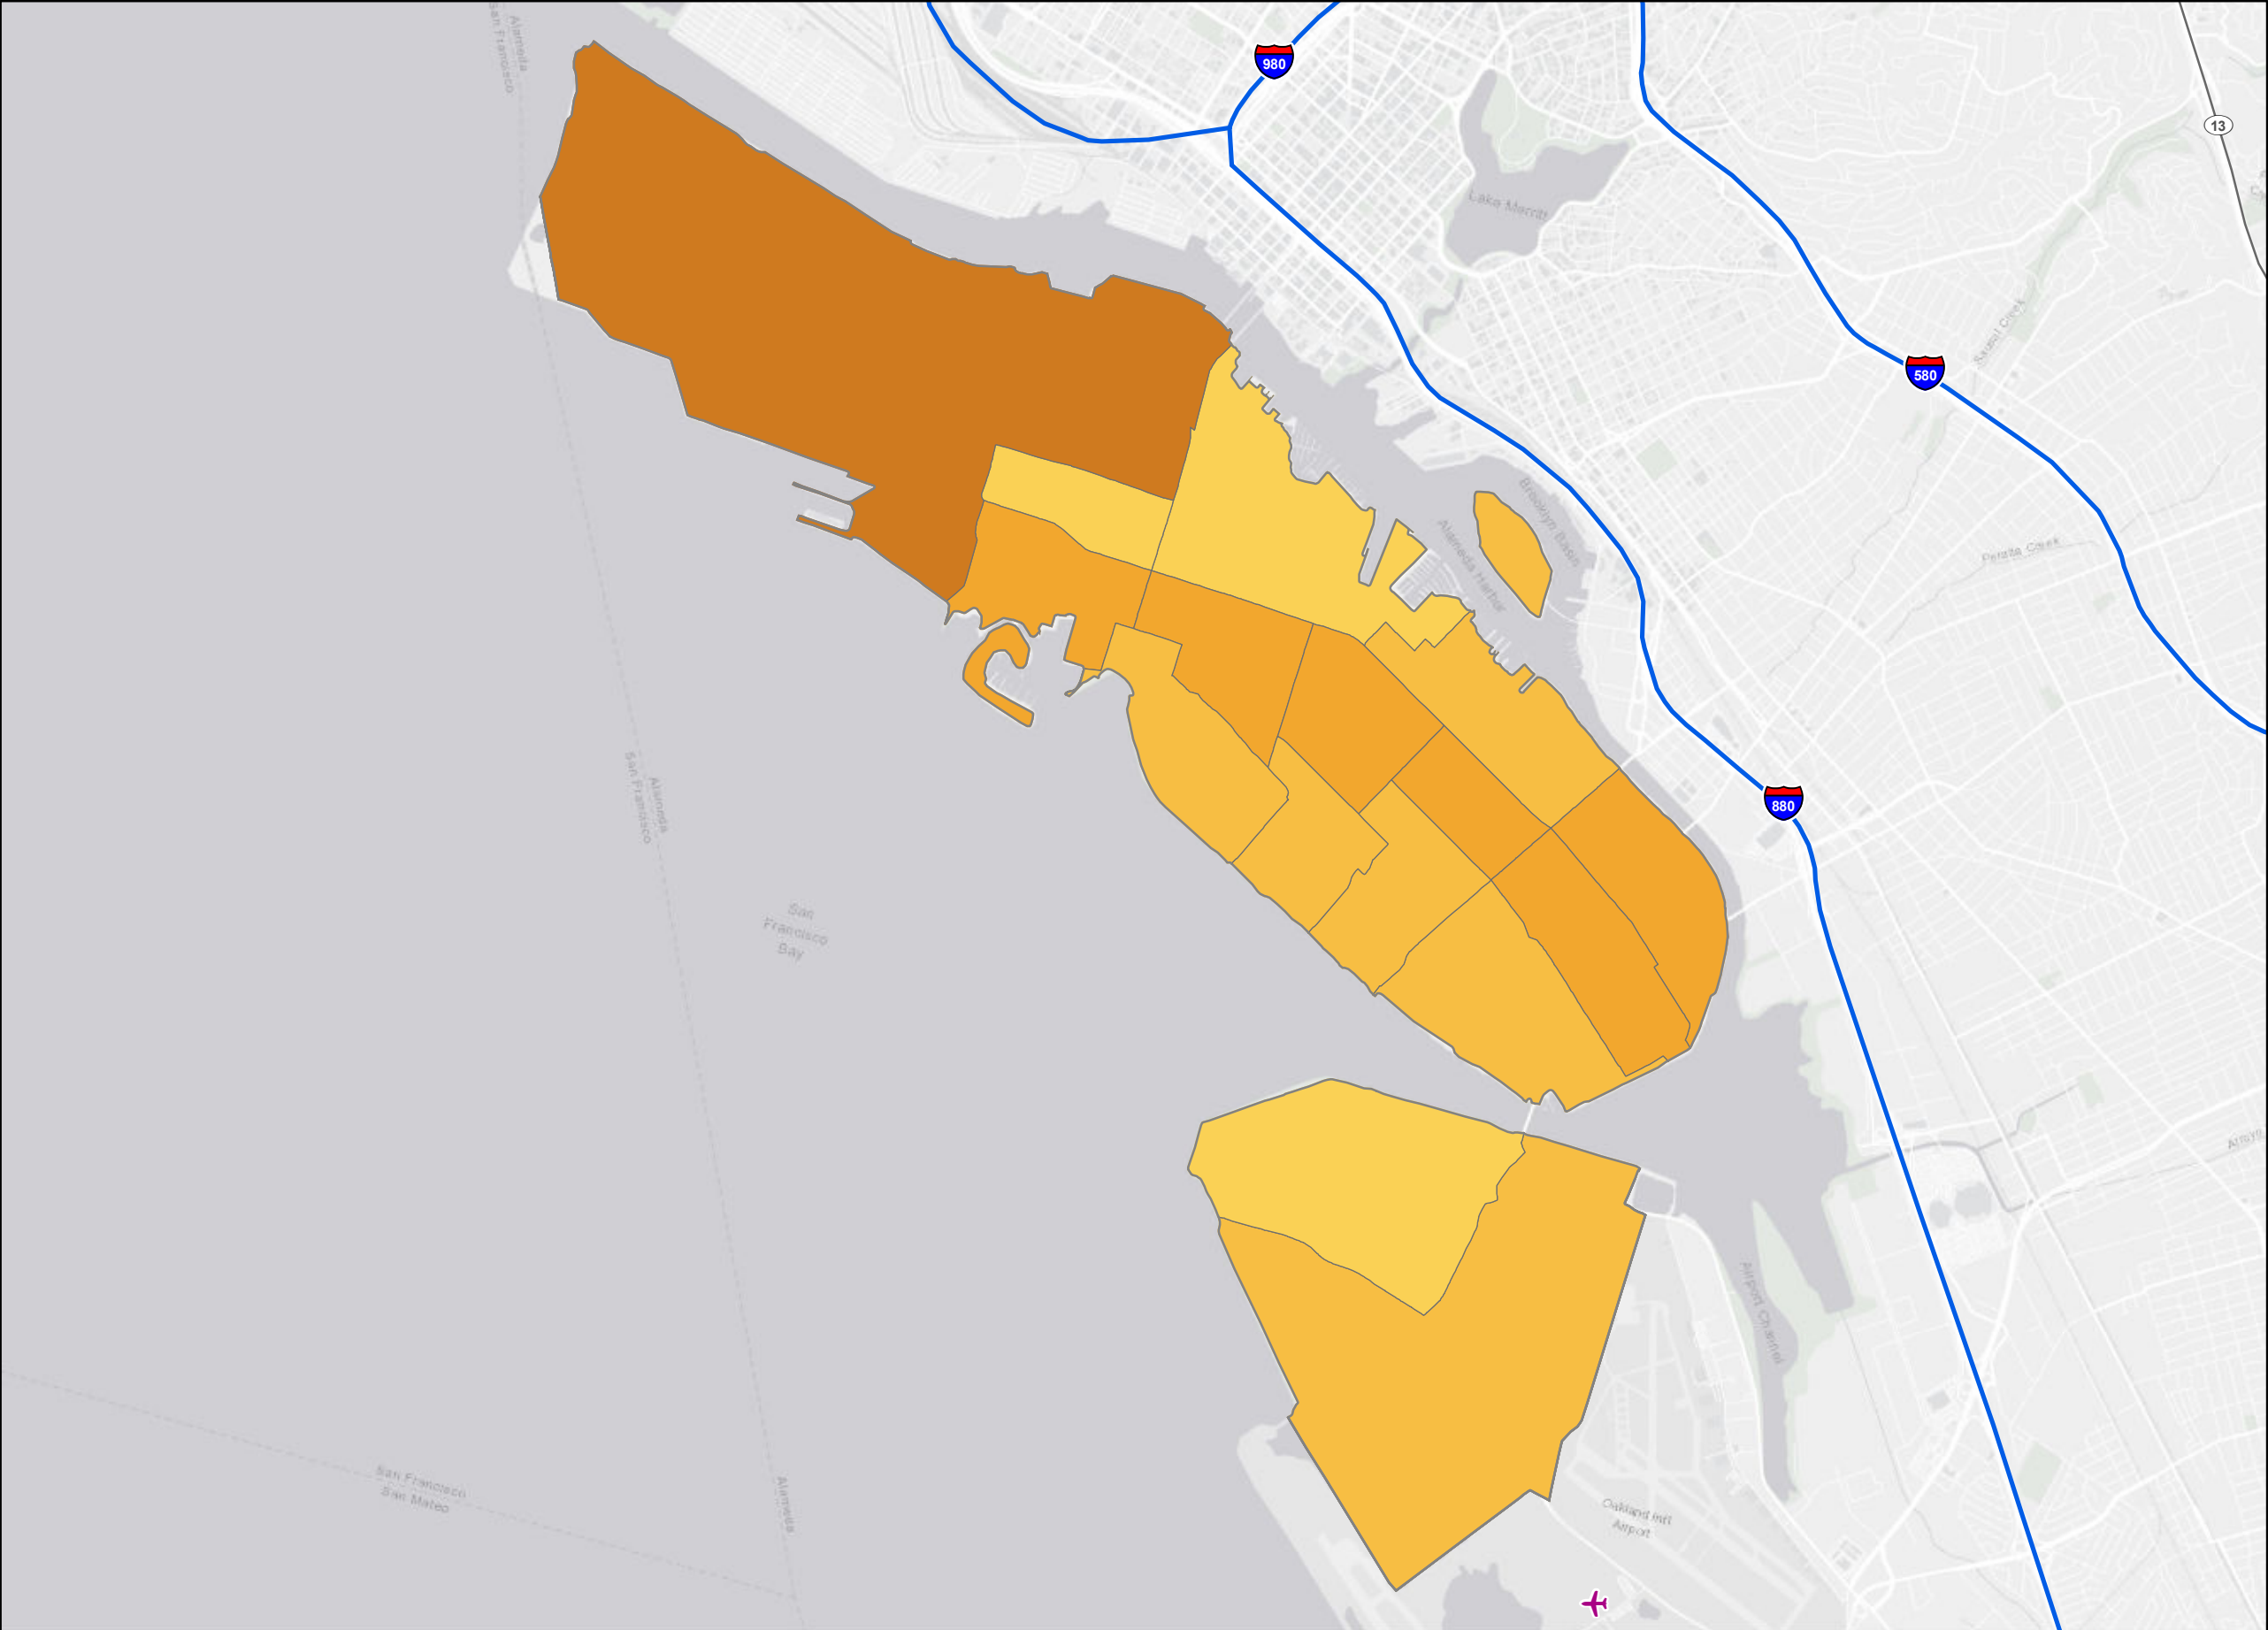 Alameda
San Francisco
980
13
Lake Merritt
580
Sausal Creek
Brooklyn Basin
Alameda Harbor
Peralta Creek
Alameda
San Francisco
880
San
Francisco
Bay
Arroyo
Airport Channel
San Francisco
San Mateo
Alameda
Oakland Intl
Airport